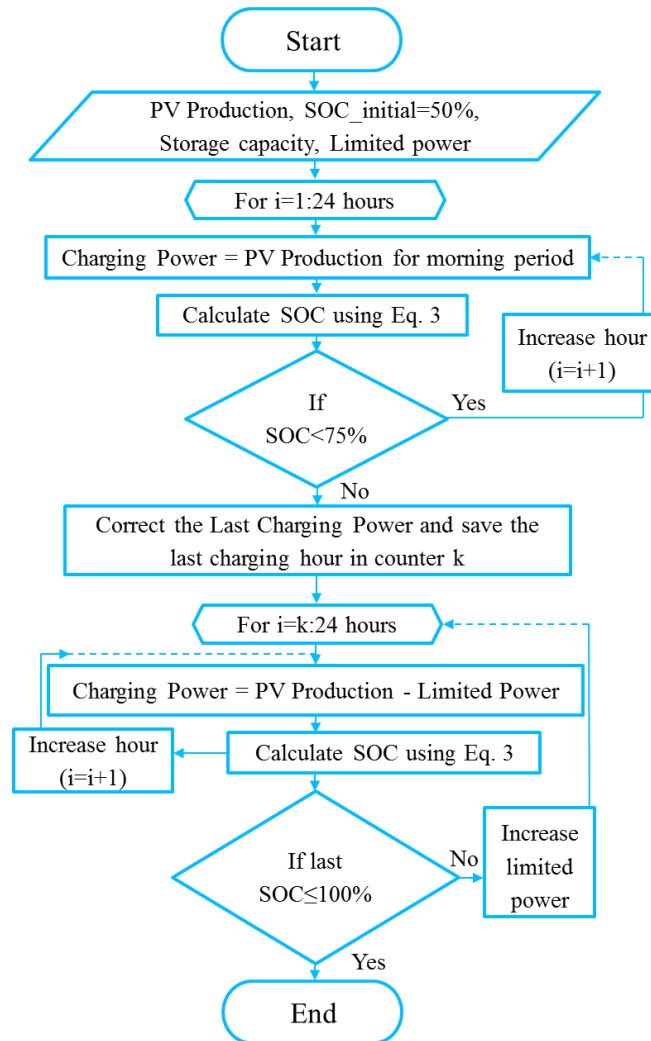 Start
PV Production, SOC_initial=50%,
Storage capacity, Limited power
For i=1:24 hours
Charging Power = PV Production for morning period
Calculate SOC using Eq. 3
Increase hour
(i=i+1)
If
SOC<75%
Yes
No
Correct the Last Charging Power and save the
last charging hour in counter k
For i=k:24 hours
Charging Power = PV Production - Limited Power
Increase hour
(i=i+1)
Calculate SOC using Eq. 3
If last
SOC≤100%
No
Increase
limited
power
Yes
End